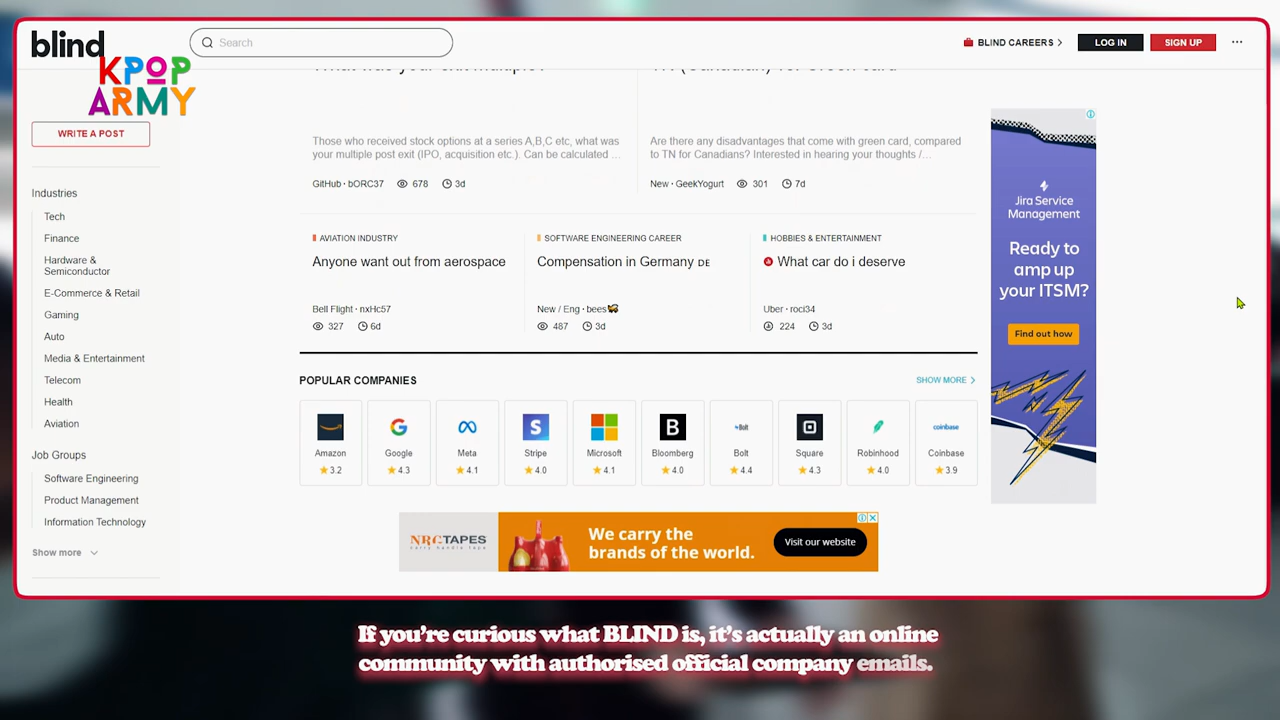 blind
Search
BLIND CAREERS
LOG IN
SIGN UP
KPOP
ARMY
WRITE A POST
What was your exit multiple?
TN (Canadian) vs Green card
Those who received stock options at a series A,B,C etc, what was
your multiple post exit (IPO, acquisition etc.). Can be calculated ...
Are there any disadvantages that come with green card, compared
to TN for Canadians? Interested in hearing your thoughts /...
GitHub · bORC37 678 3d
New · GeekYogurt 301 7d
Industries
Tech
Finance
Hardware &
Semiconductor
E-Commerce & Retail
Gaming
Auto
Media & Entertainment
Telecom
Health
Aviation
Job Groups
Software Engineering
Product Management
Information Technology
Show more
AVIATION INDUSTRY
Anyone want out from aerospace
Bell Flight · nxHc57
327 6d
SOFTWARE ENGINEERING CAREER
Compensation in Germany DE
New / Eng · bees
487 3d
HOBBIES & ENTERTAINMENT
What car do i deserve
Uber · roci34
224 3d
POPULAR COMPANIES
SHOW MORE
Amazon
3.2
Google
4.3
Meta
4.1
S
Stripe
4.0
Microsoft
4.1
B
Bloomberg
4.0
Bolt
Bolt
4.4
Square
4.3
Robinhood
4.0
coinbase
Coinbase
3.9
Jira Service
Management
Ready to
amp up
your ITSM?
Find out how
NRC TAPES
carry handle tape
We carry the
brands of the world.
Visit our website
If you're curious what BLIND is, it's actually an online
community with authorised official company emails.